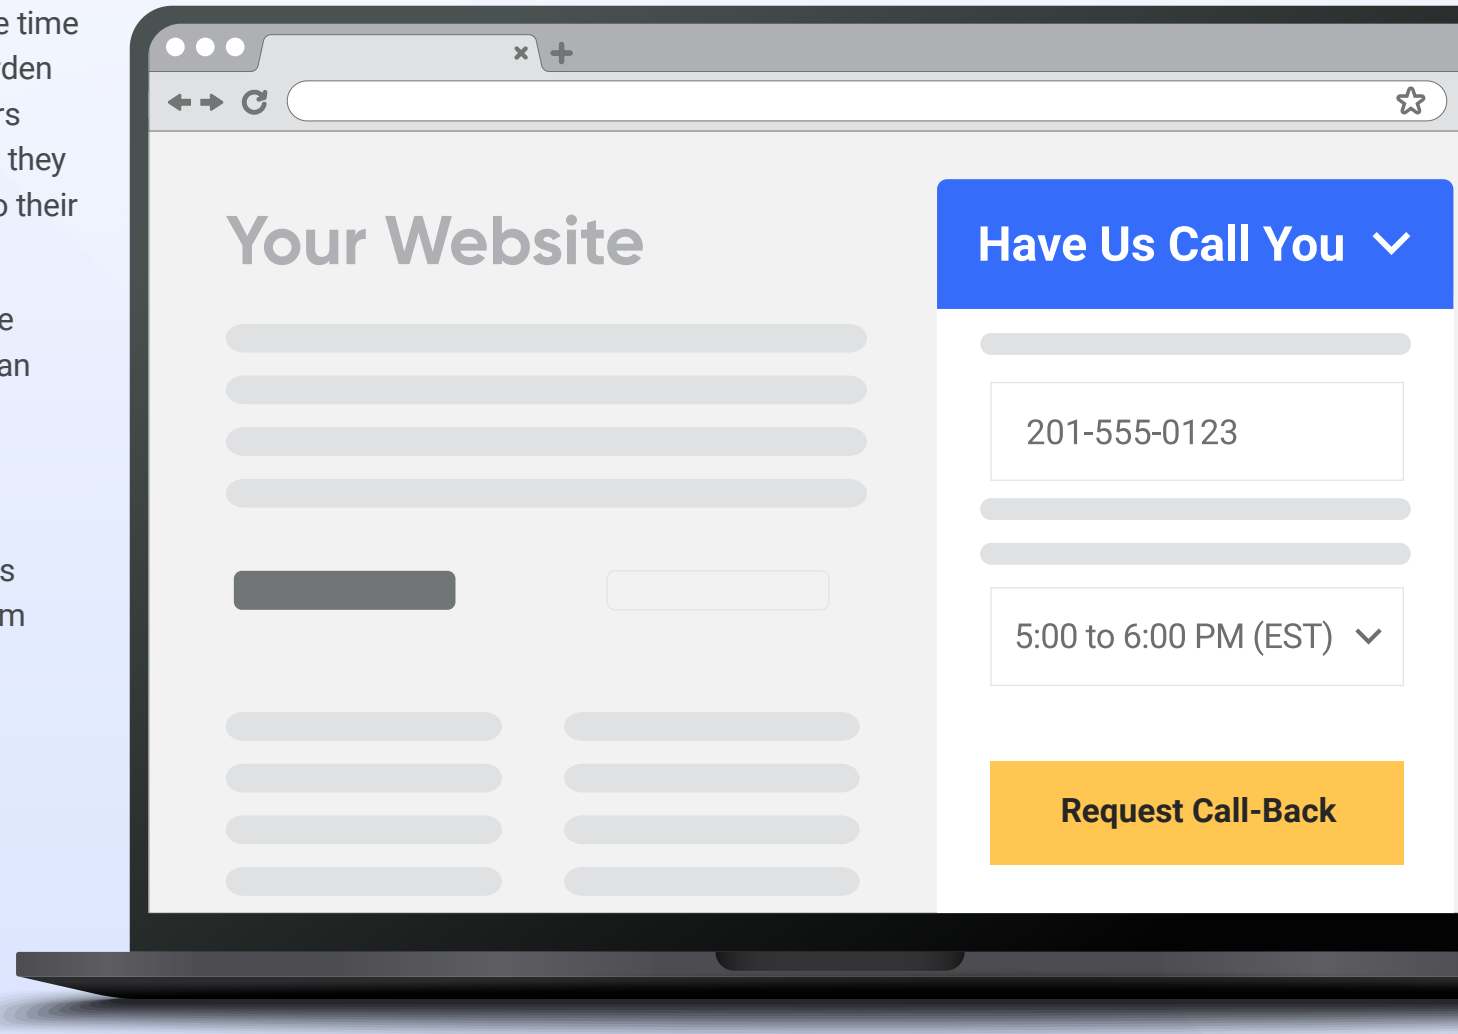 e time
den
rs
they
o their
e
an
s
m
Your Website
Have Us Call You
201-555-0123
5:00 to 6:00 PM (EST)
Request Call-Back